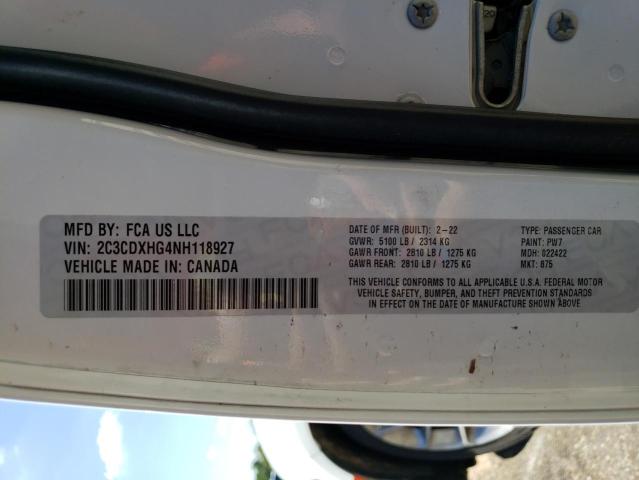 20
MFD BY: FCA US LLC
VIN: 2C3CDXHG4NH118927
VEHICLE MADE IN: CANADA
DATE OF MFR (BUILT): 2-22
GVWR: 5100 LB / 2314 KG
GAWR FRONT: 2810 LB / 1275 KG
GAWR REAR: 2810 LB / 1275 KG
TYPE: PASSENGER CAR
PAINT: PW7
MDH: 022422
MKT: 875
THIS VEHICLE CONFORMS TO ALL APPLICABLE U.S.A. FEDERAL MOTOR
VEHICLE SAFETY, BUMPER, AND THEFT PREVENTION STANDARDS
IN EFFECT ON THE DATE OF MANUFACTURE SHOWN ABOVE